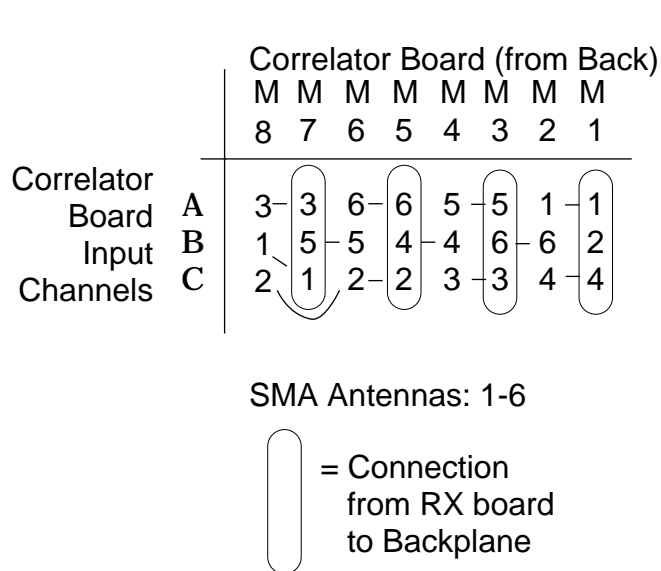 Correlator Board (from Back)
M M M M M M M M
8 7 6 5 4 3 2 1
Correlator
Board
Input
Channels
A 3 3 6 6 5 5 1 1
B 1 5 5 4 4 6 6 2
C 2 1 2 2 3 3 4 4
SMA Antennas: 1-6
= Connection
from RX board
to Backplane